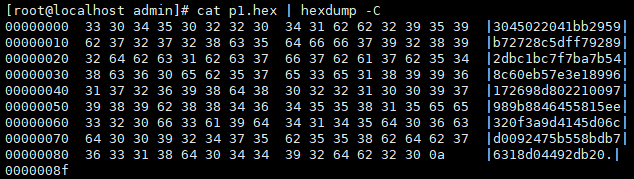 [root@localhost admin]# cat p1.hex | hexdump -C
00000000  33 30 34 35 30 32 32 30  34 31 62 62 32 39 35 39  |3045022041bb2959|
00000010  62 37 32 37 32 38 63 35  64 66 66 37 39 32 38 39  |b72728c5dff79289|
00000020  32 64 62 63 31 62 63 37  66 37 62 61 37 62 35 34  |2dbc1bc7f7ba7b54|
00000030  38 63 36 30 65 62 35 37  65 33 65 31 38 39 39 36  |8c60eb57e3e18996|
00000040  31 37 32 36 39 38 64 38  30 32 32 31 30 30 39 37  |172698d802210097|
00000050  39 38 39 62 38 38 34 36  34 35 35 38 31 35 65 65  |989b8846455815ee|
00000060  33 32 30 66 33 61 39 64  34 31 34 35 64 30 36 63  |320f3a9d4145d06c|
00000070  64 30 30 39 32 34 37 35  62 35 35 38 62 64 62 37  |d0092475b558bdb7|
00000080  36 33 31 38 64 30 34 34  39 32 64 62 32 30 0a     |6318d04492db20.|
0000008f